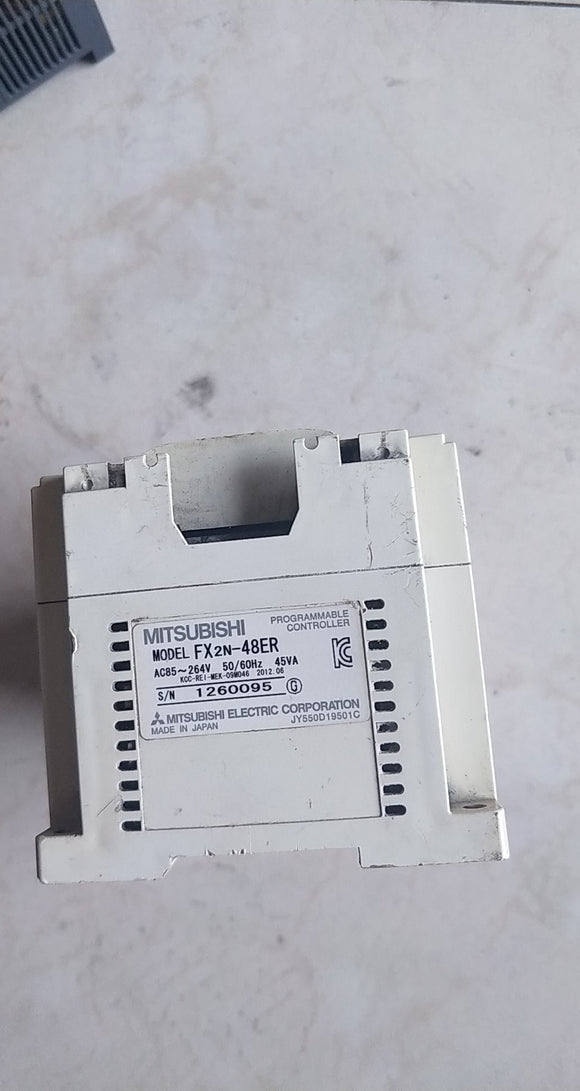 MITSUBISHI
PROGRAMMABLE
CONTROLLER
MODEL FX2N-48ER
AC85~264V 50/60Hz 45VA
KCC-REI-MEK-09M046 2012.06
S/N 1260095 G
MITSUBISHI ELECTRIC CORPORATION
MADE IN JAPAN JY550D19501C